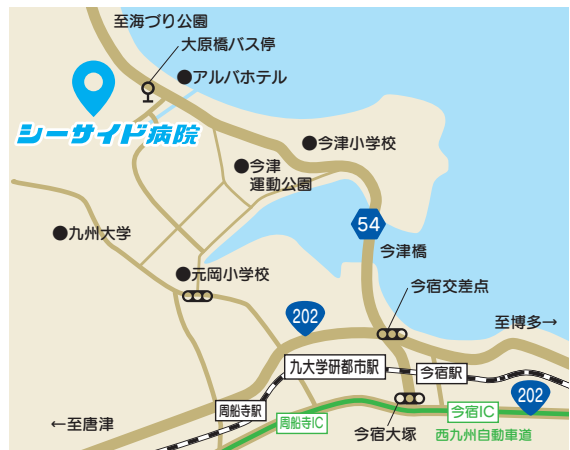 至海づり公園
大原橋バス停
アルバホテル
シーサイド病院
今津小学校
今津
運動公園
九州大学
54
今津橋
元岡小学校
今宿交差点
202
至博多→
九大学研都市駅
今宿駅
周船寺駅
202
今宿IC
周船寺IC
←至唐津
今宿大塚
西九州自動車道